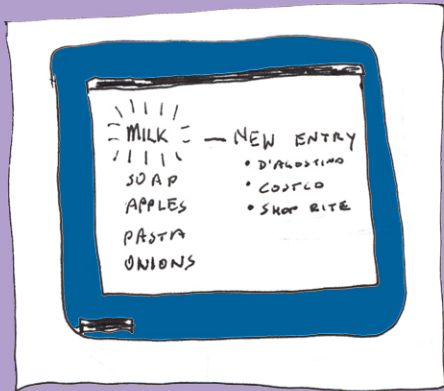 MILK — NEW ENTRY
• D'AGOSTINO
SOAP
• COSTCO
APPLES
• SHOP RITE
PASTA
ONIONS